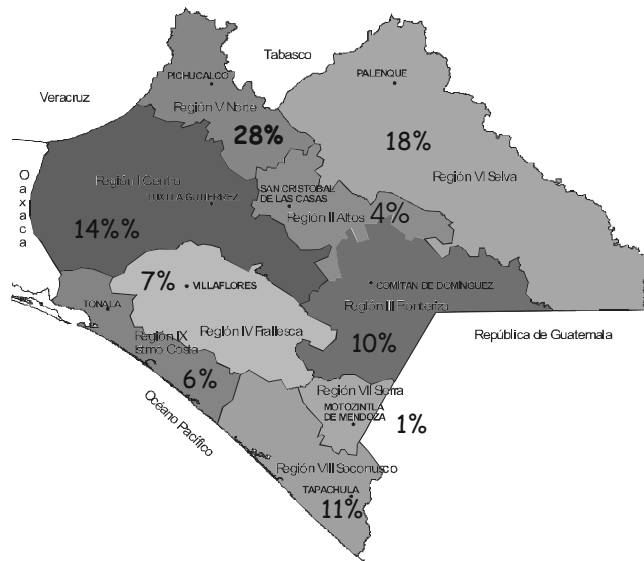 Tabasco
PICHUCALCO
PALENQUE
Veracruz
Región V Norte
28%
18%
Región VI Selva
Oaxaca
Región I Centro
TUXTLA GUTIERREZ
SAN CRISTOBAL
DE LAS CASAS
Región II Altos
4%
14%%
7%
VILLAFLORES
COMITAN DE DOMÍNGUEZ
TONALA
Región III Fronteriza
Región IV Frailesca
República de Guatemala
Región IX
Istmo Costa
10%
6%
Región VII Sierra
MOTOZINTLA
DE MENDOZA
1%
Océano Pacífico
Región VIII Soconusco
TAPACHULA
11%